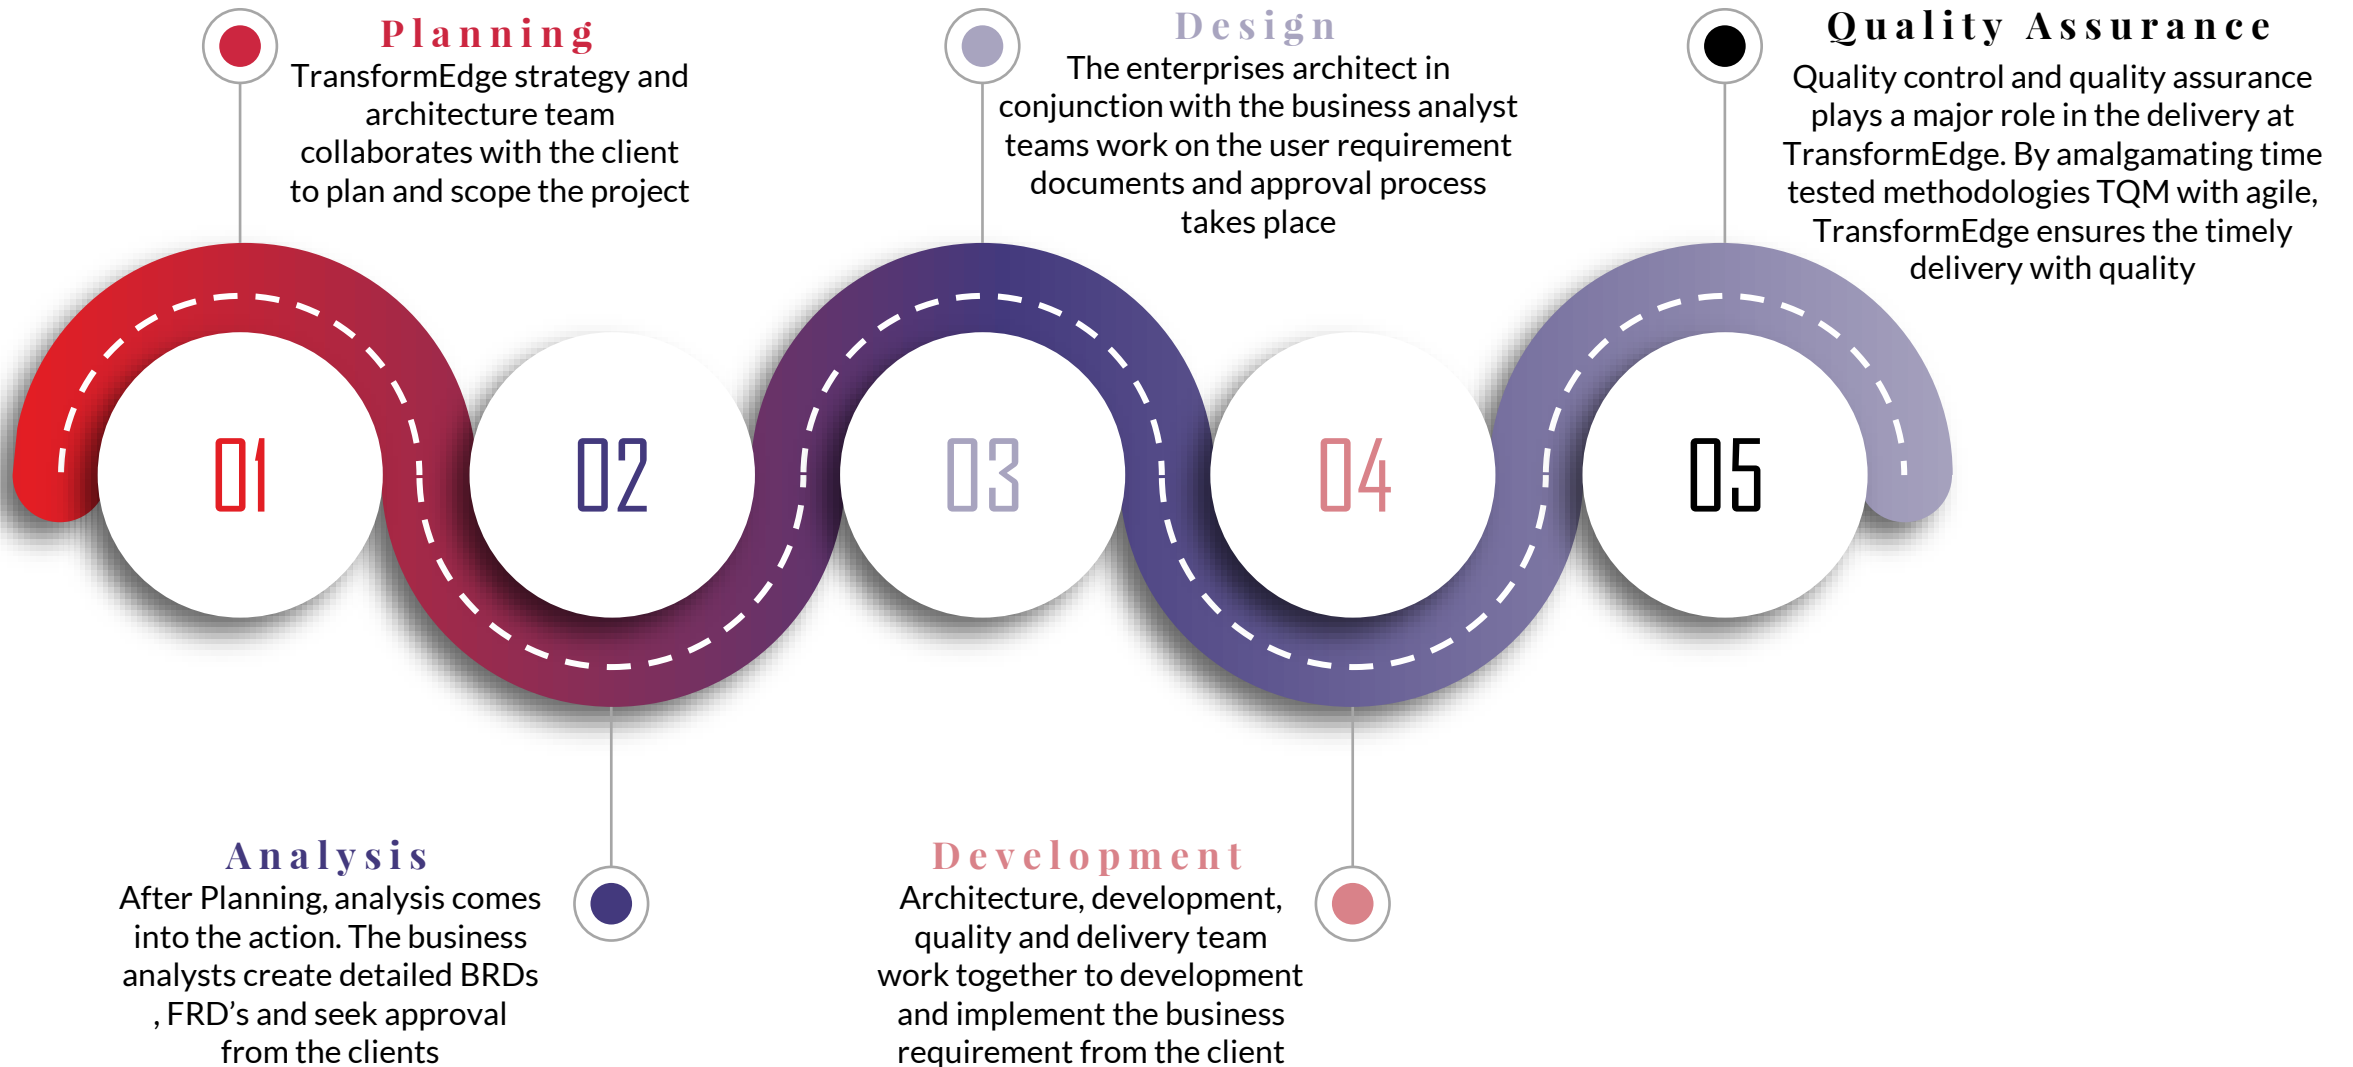 Planning
TransformEdge strategy and
architecture team
collaborates with the client
to plan and scope the project
Design
The enterprises architect in
conjunction with the business analyst
teams work on the user requirement
documents and approval process
takes place
Quality Assurance
Quality control and quality assurance
plays a major role in the delivery at
TransformEdge. By amalgamating time
tested methodologies TQM with agile,
TransformEdge ensures the timely
delivery with quality
01
02
03
04
05
Analysis
After Planning, analysis comes
into the action. The business
analysts create detailed BRDs
, FRD’s and seek approval
from the clients
Development
Architecture, development,
quality and delivery team
work together to development
and implement the business
requirement from the client